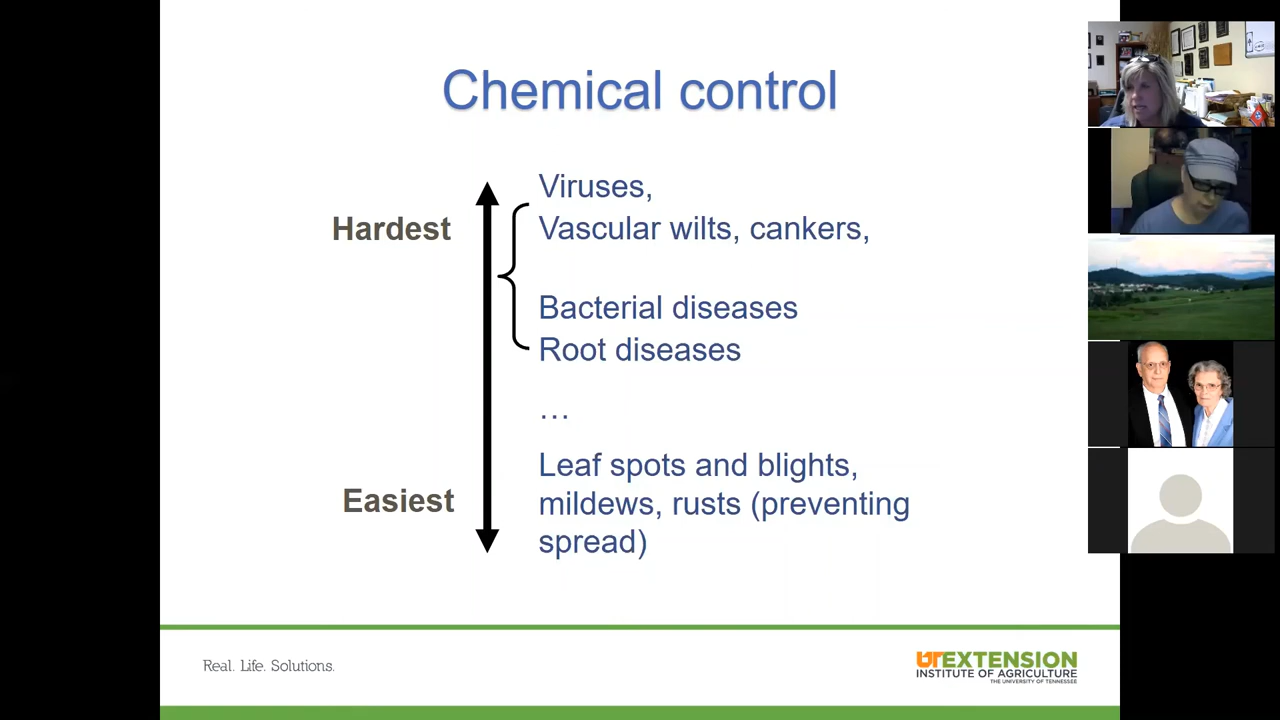 Chemical control
Viruses,
Hardest
Vascular wilts, cankers,
Bacterial diseases
Root diseases
...
Leaf spots and blights,
Easiest
mildews, rusts (preventing
spread)
Real. Life. Solutions.
UTEXTENSION
INSTITUTE OF AGRICULTURE
THE UNIVERSITY OF TENNESSEE